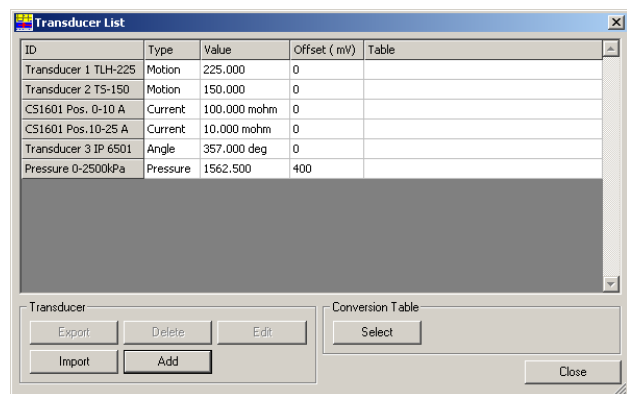 Transducer List
ID Type Value Offset ( mV) Table
Transducer 1 TLH-225 Motion 225.000 0
Transducer 2 TS-150 Motion 150.000 0
CS1601 Pos. 0-10 A Current 100.000 mohm 0
CS1601 Pos.10-25 A Current 10.000 mohm 0
Transducer 3 IP 6501 Angle 357.000 deg 0
Pressure 0-2500kPa Pressure 1562.500 400
Transducer
Export Delete Edit
Import Add
Conversion Table
Select
Close